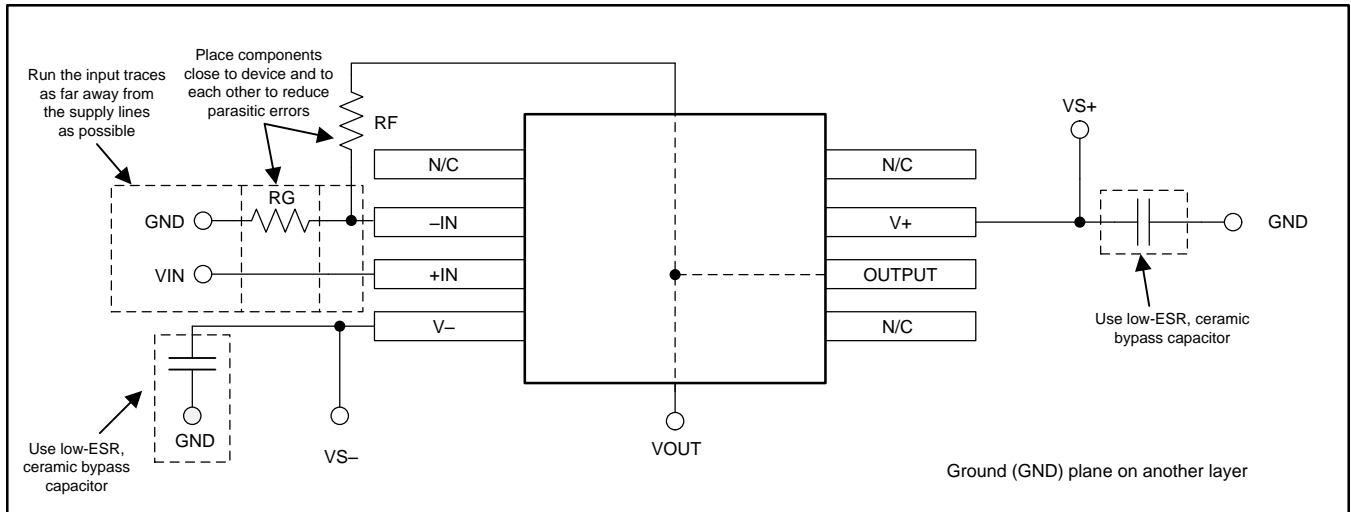 Run the input traces
as far away from
the supply lines
as possible
Place components
close to device and to
each other to reduce
parasitic errors
RF
VS+
N/C
N/C
RG
GND
–IN
V+
GND
VIN
+IN
OUTPUT
V–
N/C
Use low-ESR, ceramic
bypass capacitor
GND
VS–
VOUT
Use low-ESR,
ceramic bypass
capacitor
Ground (GND) plane on another layer